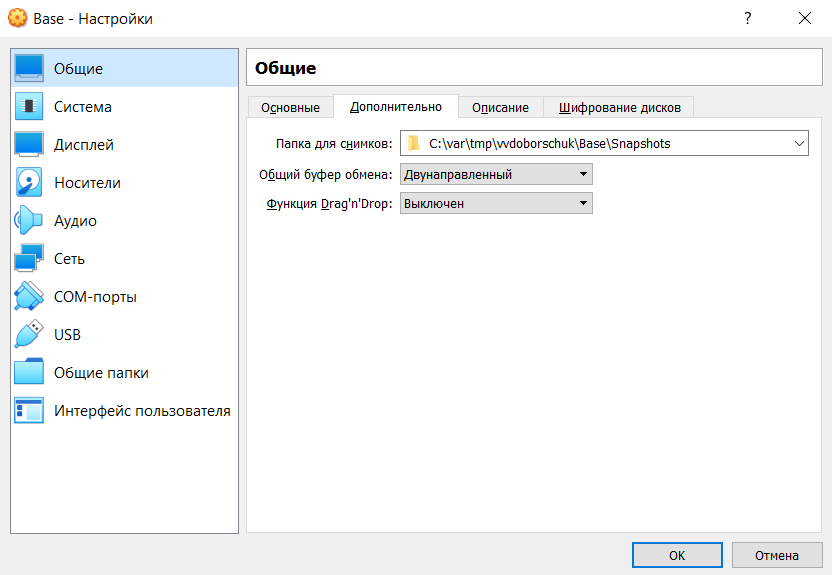 Base - Настройки
?
Общие
Система
Дисплей
Носители
Аудио
Сеть
COM-порты
USB
Общие папки
Интерфейс пользователя
Общие
Основные
Дополнительно
Описание
Шифрование дисков
Папка для снимков: C:\var\tmp\vvdoborschuk\Base\Snapshots
Общий буфер обмена: Двунаправленный
Функция Drag'n'Drop: Выключен
OK
Отмена